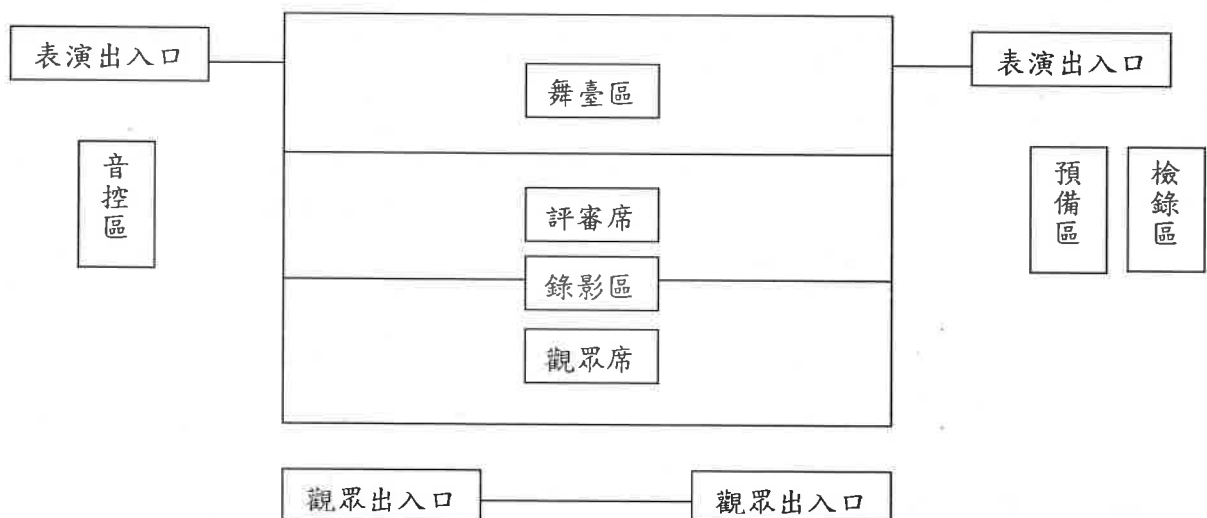 表演出入口
表演出入口
舞臺區
音控區
預備區
檢錄區
評審席
錄影區
觀眾席
觀眾出入口
觀眾出入口